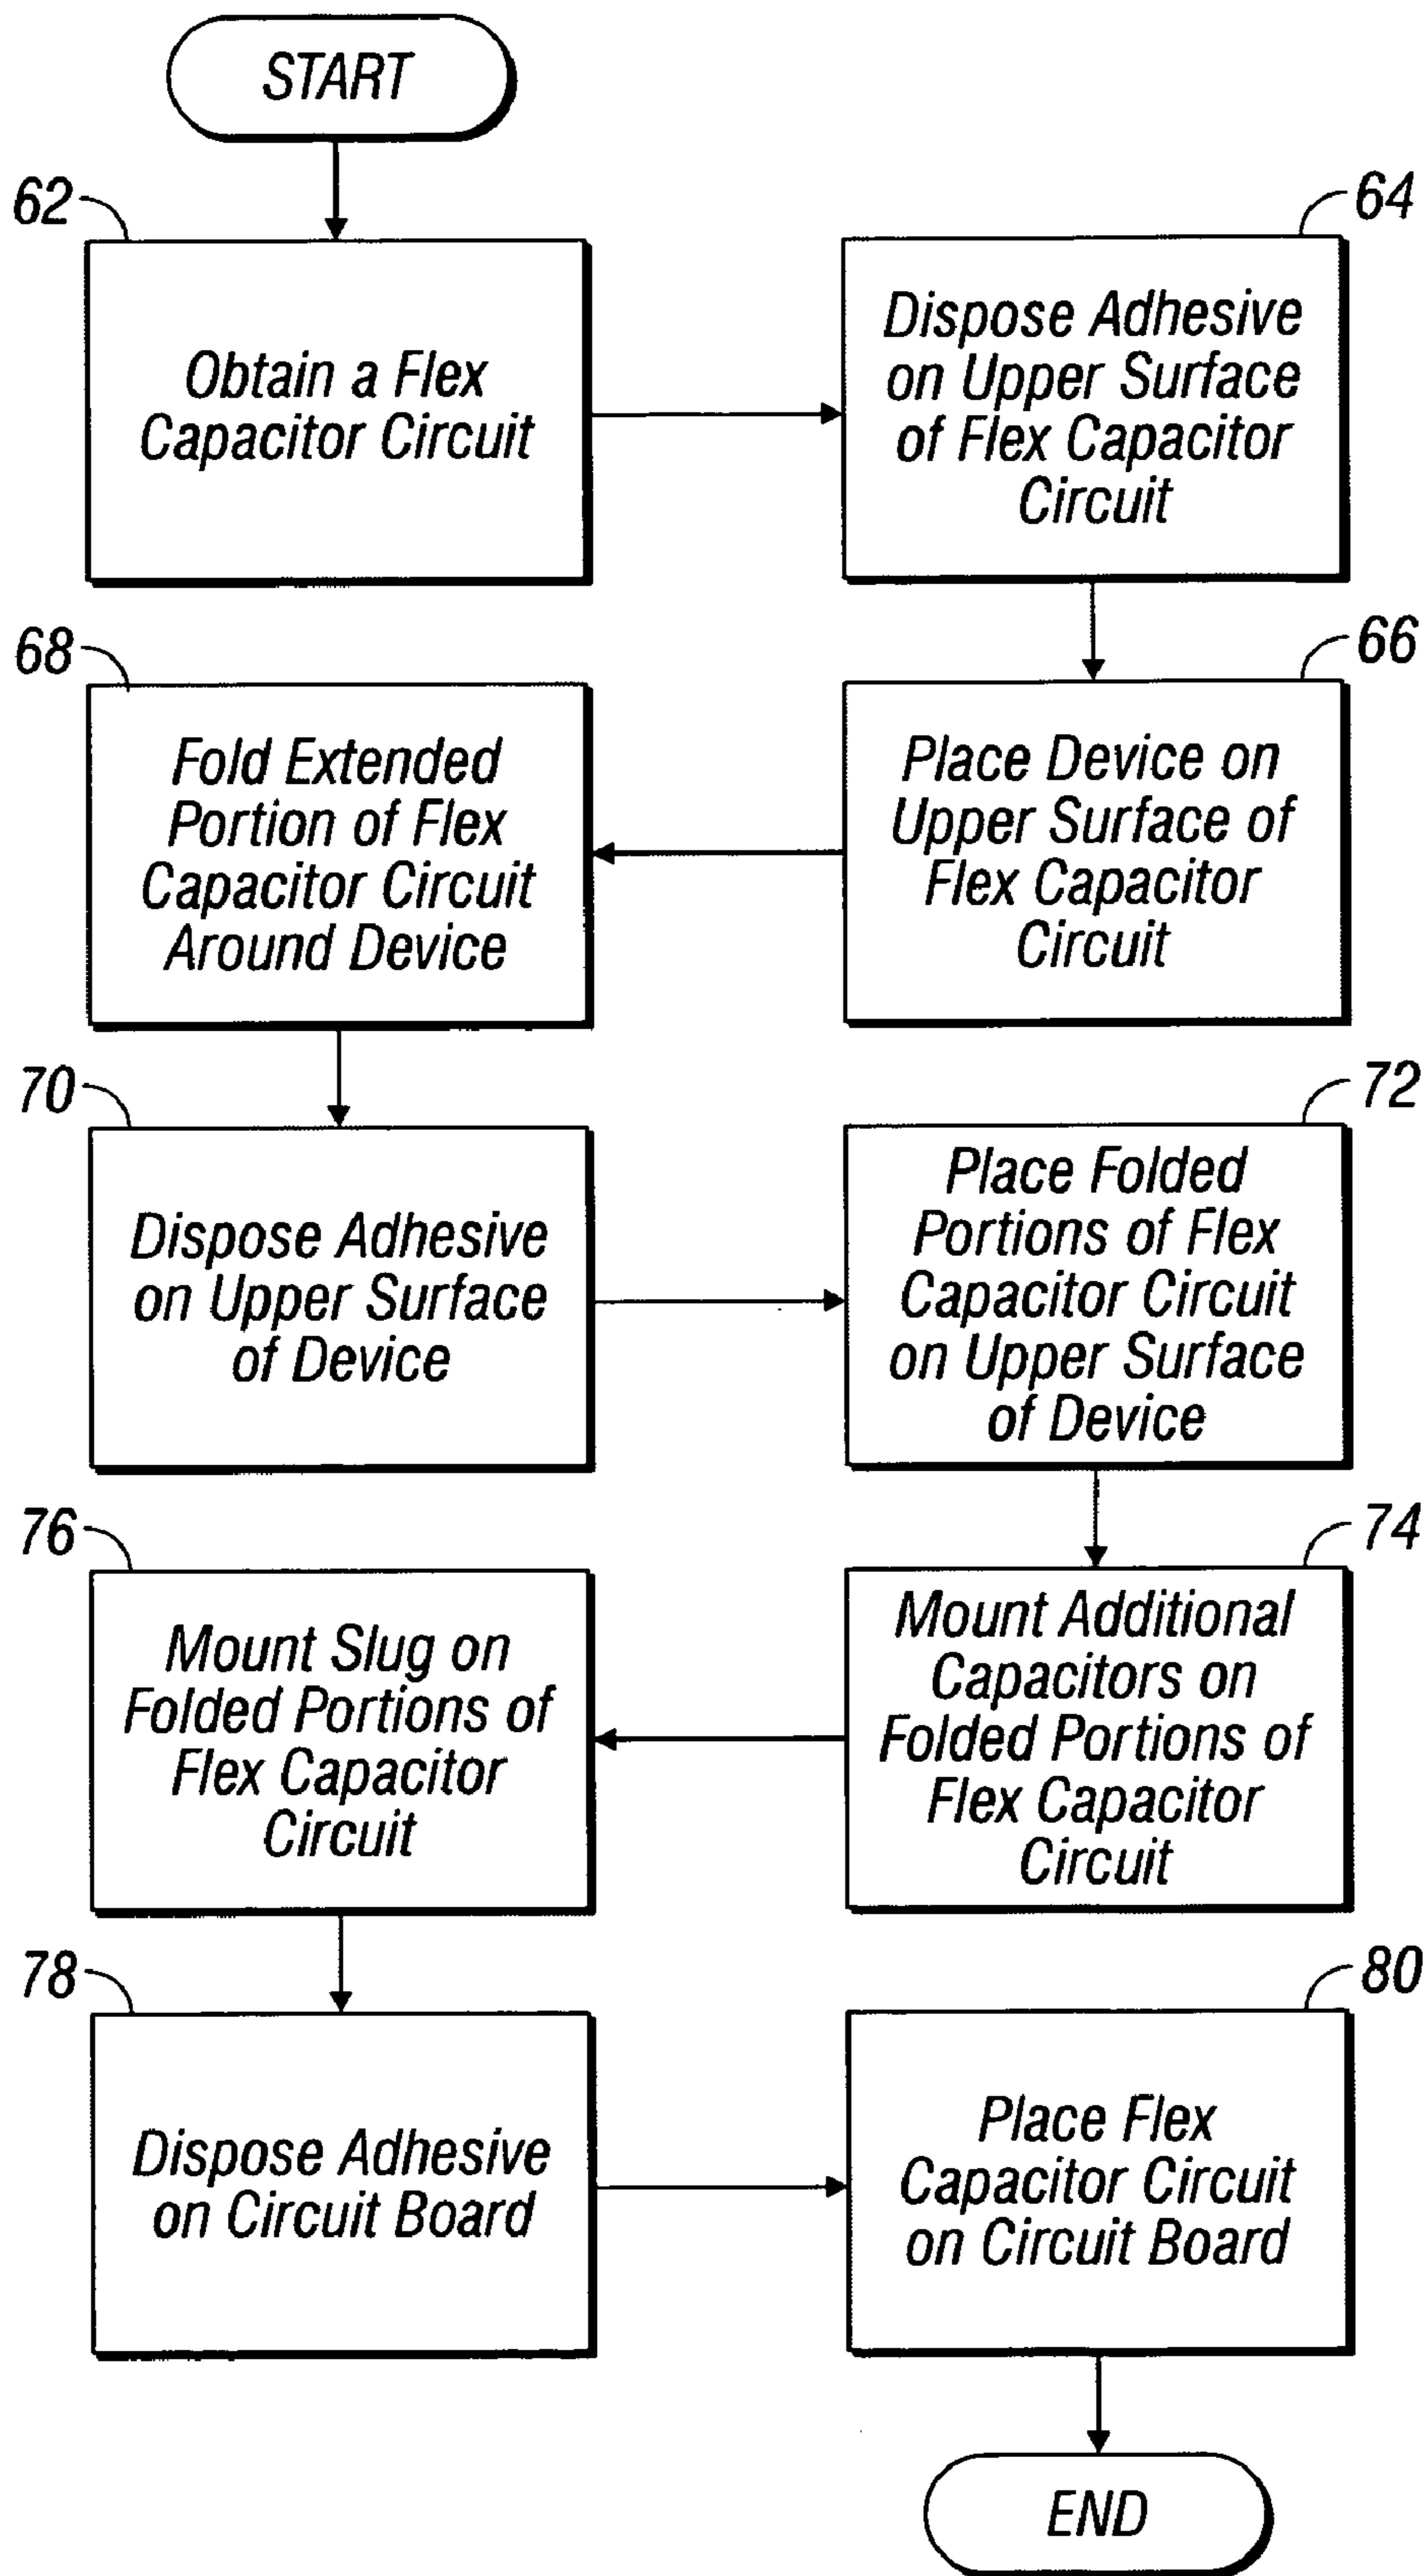 START
62
Obtain a Flex
Capacitor Circuit
64
Dispose Adhesive
on Upper Surface
of Flex Capacitor
Circuit
66
Place Device on
Upper Surface of
Flex Capacitor
Circuit
68
Fold Extended
Portion of Flex
Capacitor Circuit
Around Device
70
Dispose Adhesive
on Upper Surface
of Device
72
Place Folded
Portions of Flex
Capacitor Circuit
on Upper Surface
of Device
74
Mount Additional
Capacitors on
Folded Portions of
Flex Capacitor
Circuit
76
Mount Slug on
Folded Portions of
Flex Capacitor
Circuit
78
Dispose Adhesive
on Circuit Board
80
Place Flex
Capacitor Circuit
on Circuit Board
END